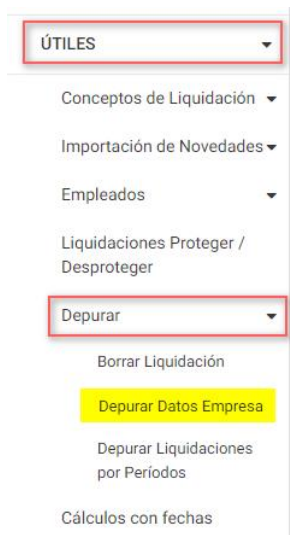 ÚTILES
Conceptos de Liquidación
Importación de Novedades
Empleados
Liquidaciones Proteger /
Desproteger
Depurar
Borrar Liquidación
Depurar Datos Empresa
Depurar Liquidaciones
por Períodos
Cálculos con fechas